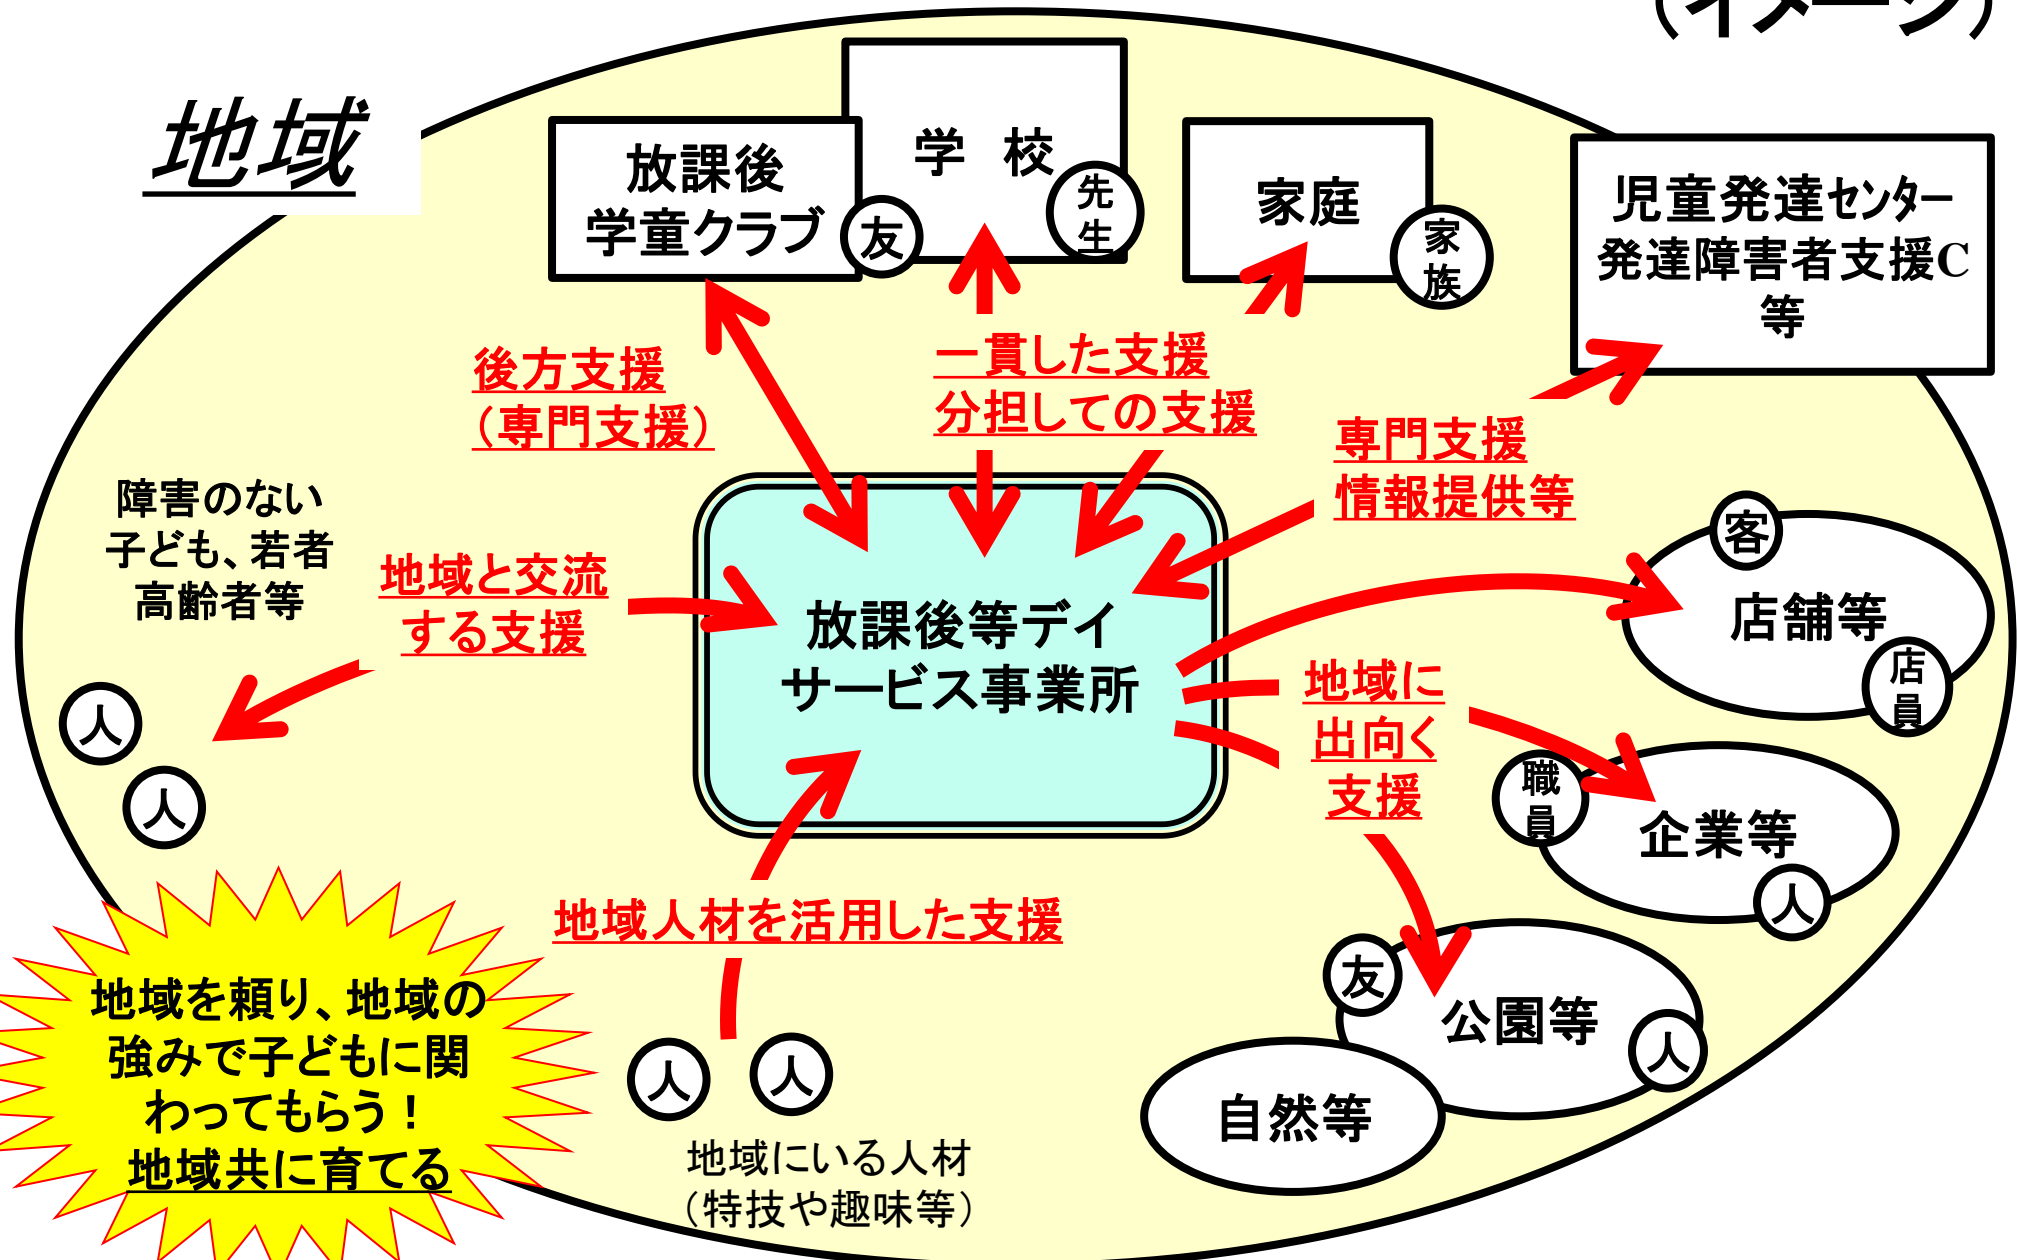 （イメージ）
地域
学　校
先
生
放課後
学童クラブ
友
家庭
家
族
児童発達センター
発達障害者支援C
等
後方支援
（専門支援）
一貫した支援
分担しての支援
専門支援
情報提供等
障害のない
子ども、若者
高齢者等
地域と交流
する支援
放課後等デイ
サービス事業所
客
店舗等
店
員
地域に
出向く
支援
人
人
職
員
企業等
人
地域人材を活用した支援
友
公園等
人
自然等
人
人
地域にいる人材
（特技や趣味等）
地域を頼り、地域の
強みで子どもに関
わってもらう！
地域共に育てる